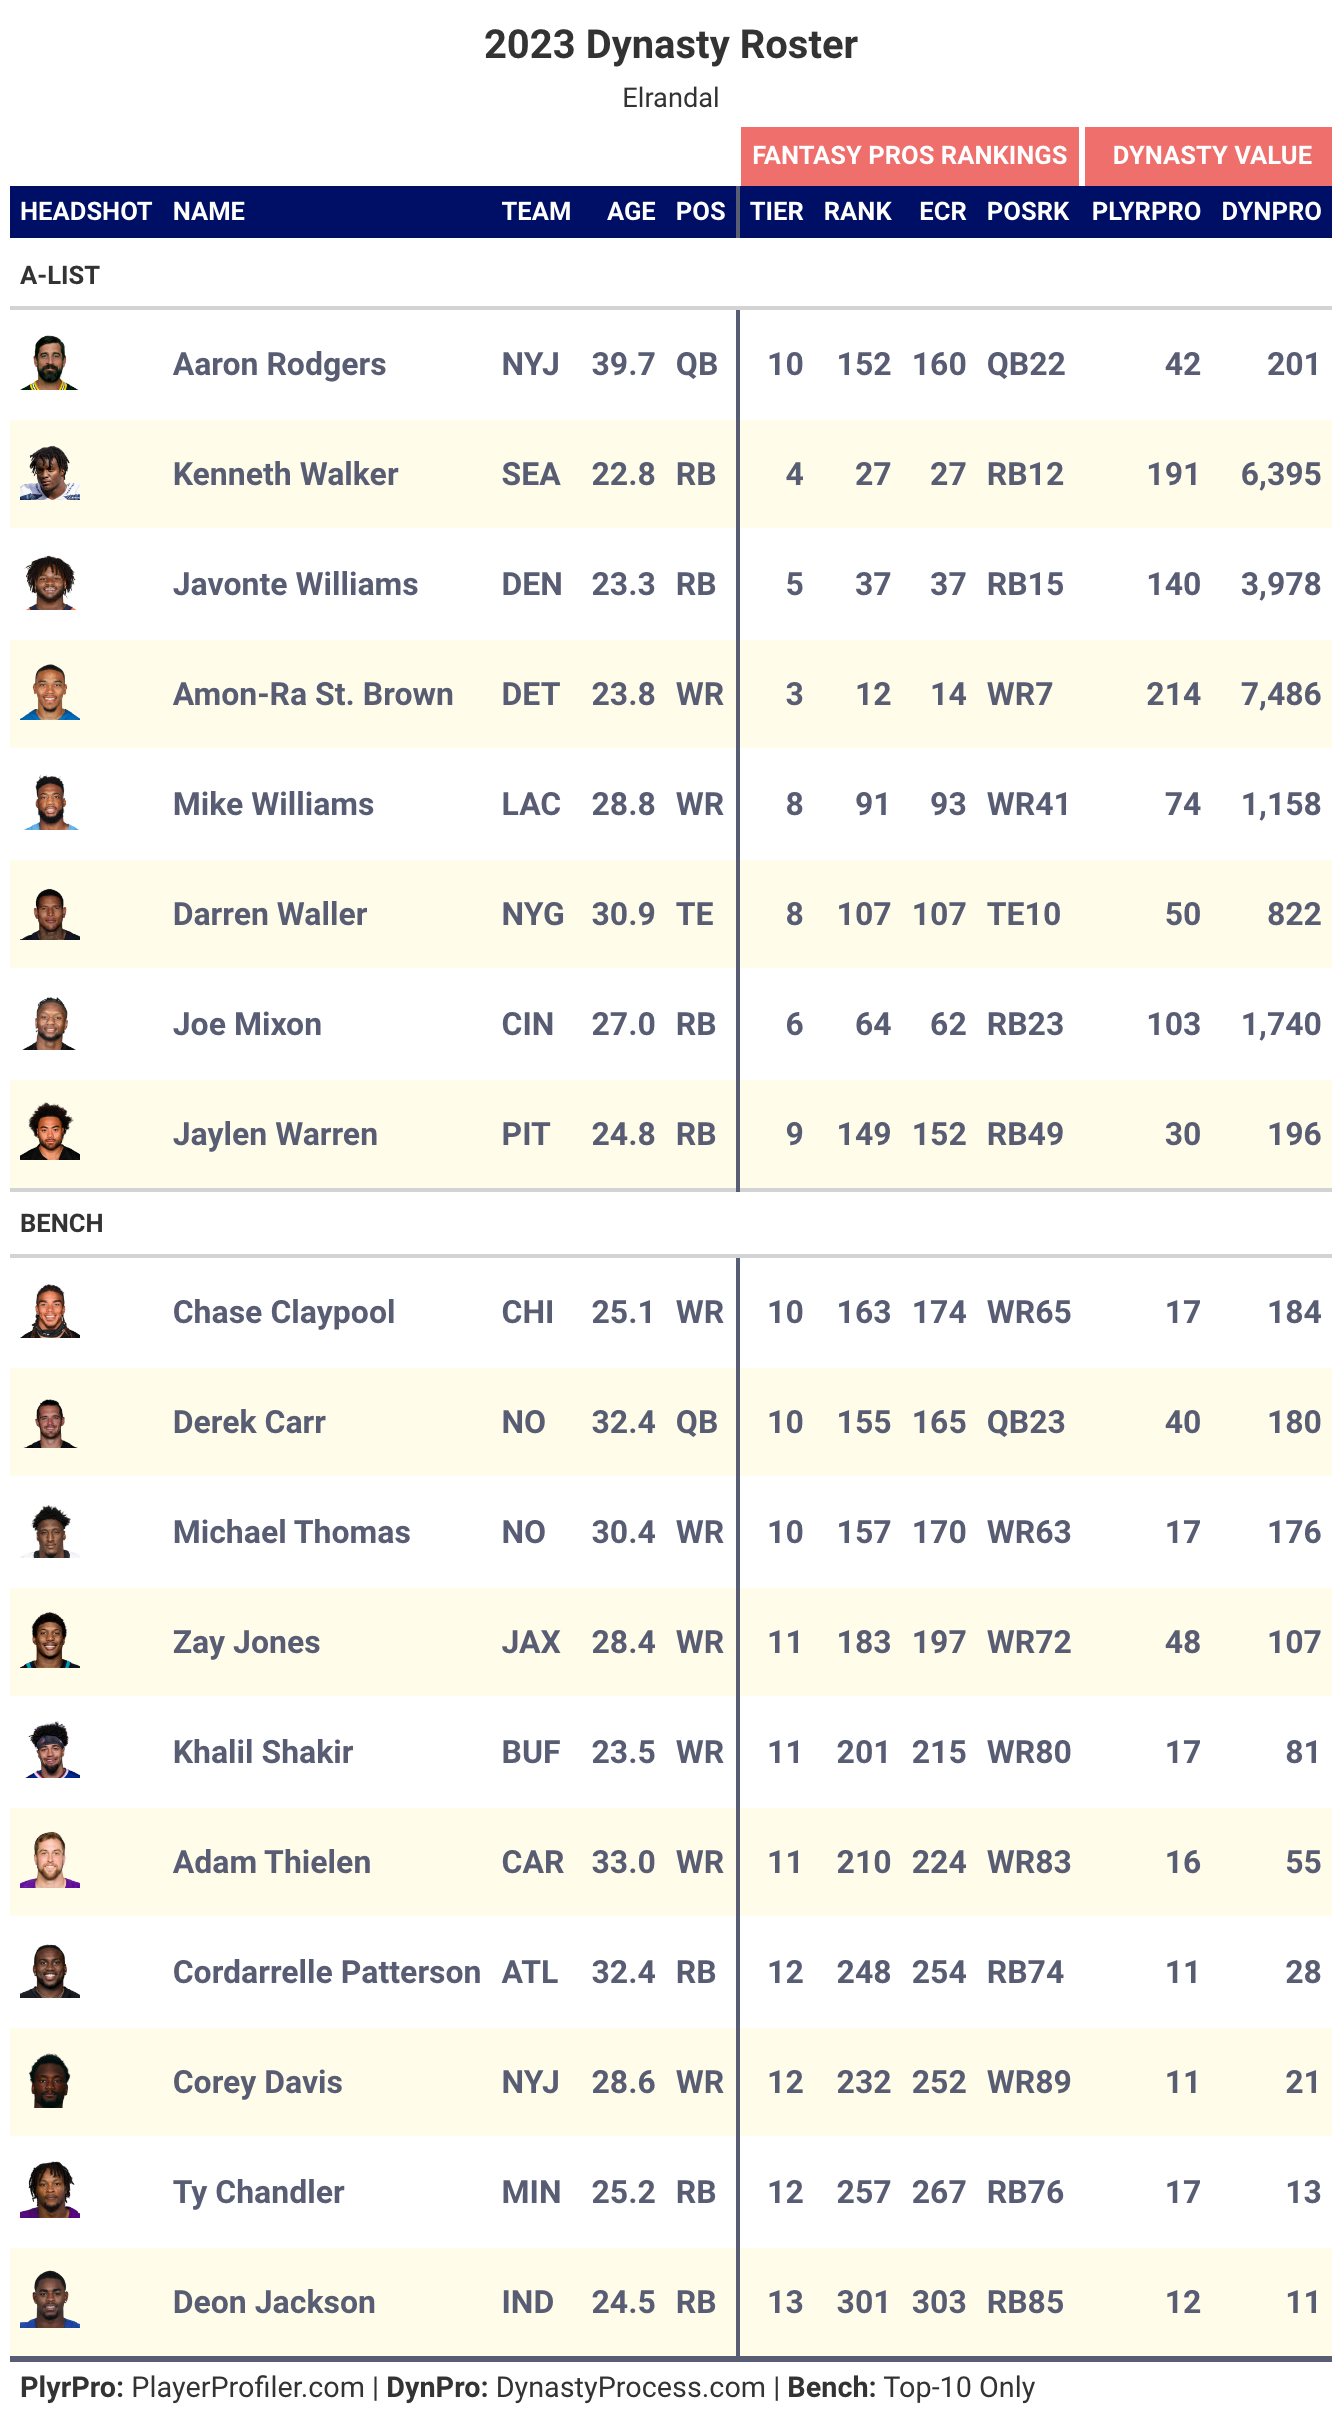 2023 Dynasty Roster
Elrandal
FANTASY PROS RANKINGS DYNASTY VALUE
HEADSHOT NAME TEAM AGE POS TIER RANK ECR POSRK PLYRPRO DYNPRO
A-LIST
Aaron Rodgers NYJ 39.7 QB 10 152 160 QB22 42 201
Kenneth Walker SEA 22.8 RB 4 27 27 RB12 191 6,395
Javonte Williams DEN 23.3 RB 5 37 37 RB15 140 3,978
Amon-Ra St. Brown DET 23.8 WR 3 12 14 WR7 214 7,486
Mike Williams LAC 28.8 WR 8 91 93 WR41 74 1,158
Darren Waller NYG 30.9 TE 8 107 107 TE10 50 822
Joe Mixon CIN 27.0 RB 6 64 62 RB23 103 1,740
Jaylen Warren PIT 24.8 RB 9 149 152 RB49 30 196
BENCH
Chase Claypool CHI 25.1 WR 10 163 174 WR65 17 184
Derek Carr NO 32.4 QB 10 155 165 QB23 40 180
Michael Thomas NO 30.4 WR 10 157 170 WR63 17 176
Zay Jones JAX 28.4 WR 11 183 197 WR72 48 107
Khalil Shakir BUF 23.5 WR 11 201 215 WR80 17 81
Adam Thielen CAR 33.0 WR 11 210 224 WR83 16 55
Cordarrelle Patterson ATL 32.4 RB 12 248 254 RB74 11 28
Corey Davis NYJ 28.6 WR 12 232 252 WR89 11 21
Ty Chandler MIN 25.2 RB 12 257 267 RB76 17 13
Deon Jackson IND 24.5 RB 13 301 303 RB85 12 11
PlyrPro: PlayerProfiler.com | DynPro: DynastyProcess.com | Bench: Top-10 Only